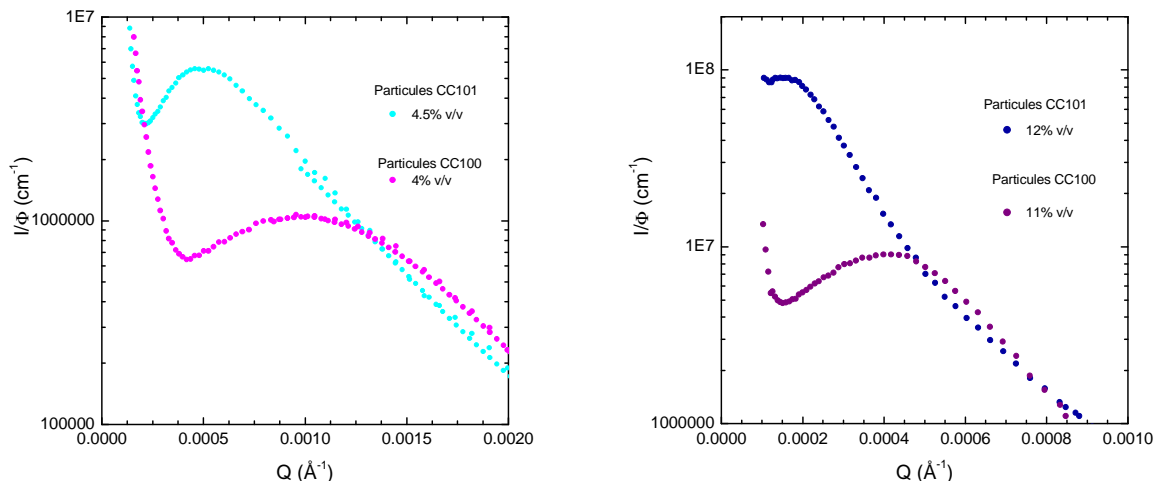 1E7
1000000
100000
I/Φ (cm⁻¹)
Particules CC101
4.5% v/v
Particules CC100
4% v/v
0.0000 0.0005 0.0010 0.0015 0.0020
Q (Å⁻¹)
1E8
1E7
1000000
I/Φ (cm⁻¹)
Particules CC101
12% v/v
Particules CC100
11% v/v
0.0000 0.0002 0.0004 0.0006 0.0008 0.0010
Q (Å⁻¹)